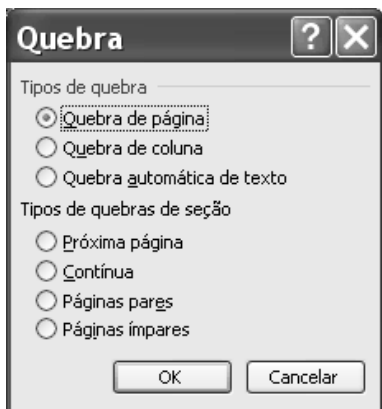 Quebra
Tipos de quebra
Quebra de página
Quebra de coluna
Quebra automática de texto
Tipos de quebras de seção
Próxima página
Contínua
Páginas pares
Páginas ímpares
OK Cancelar